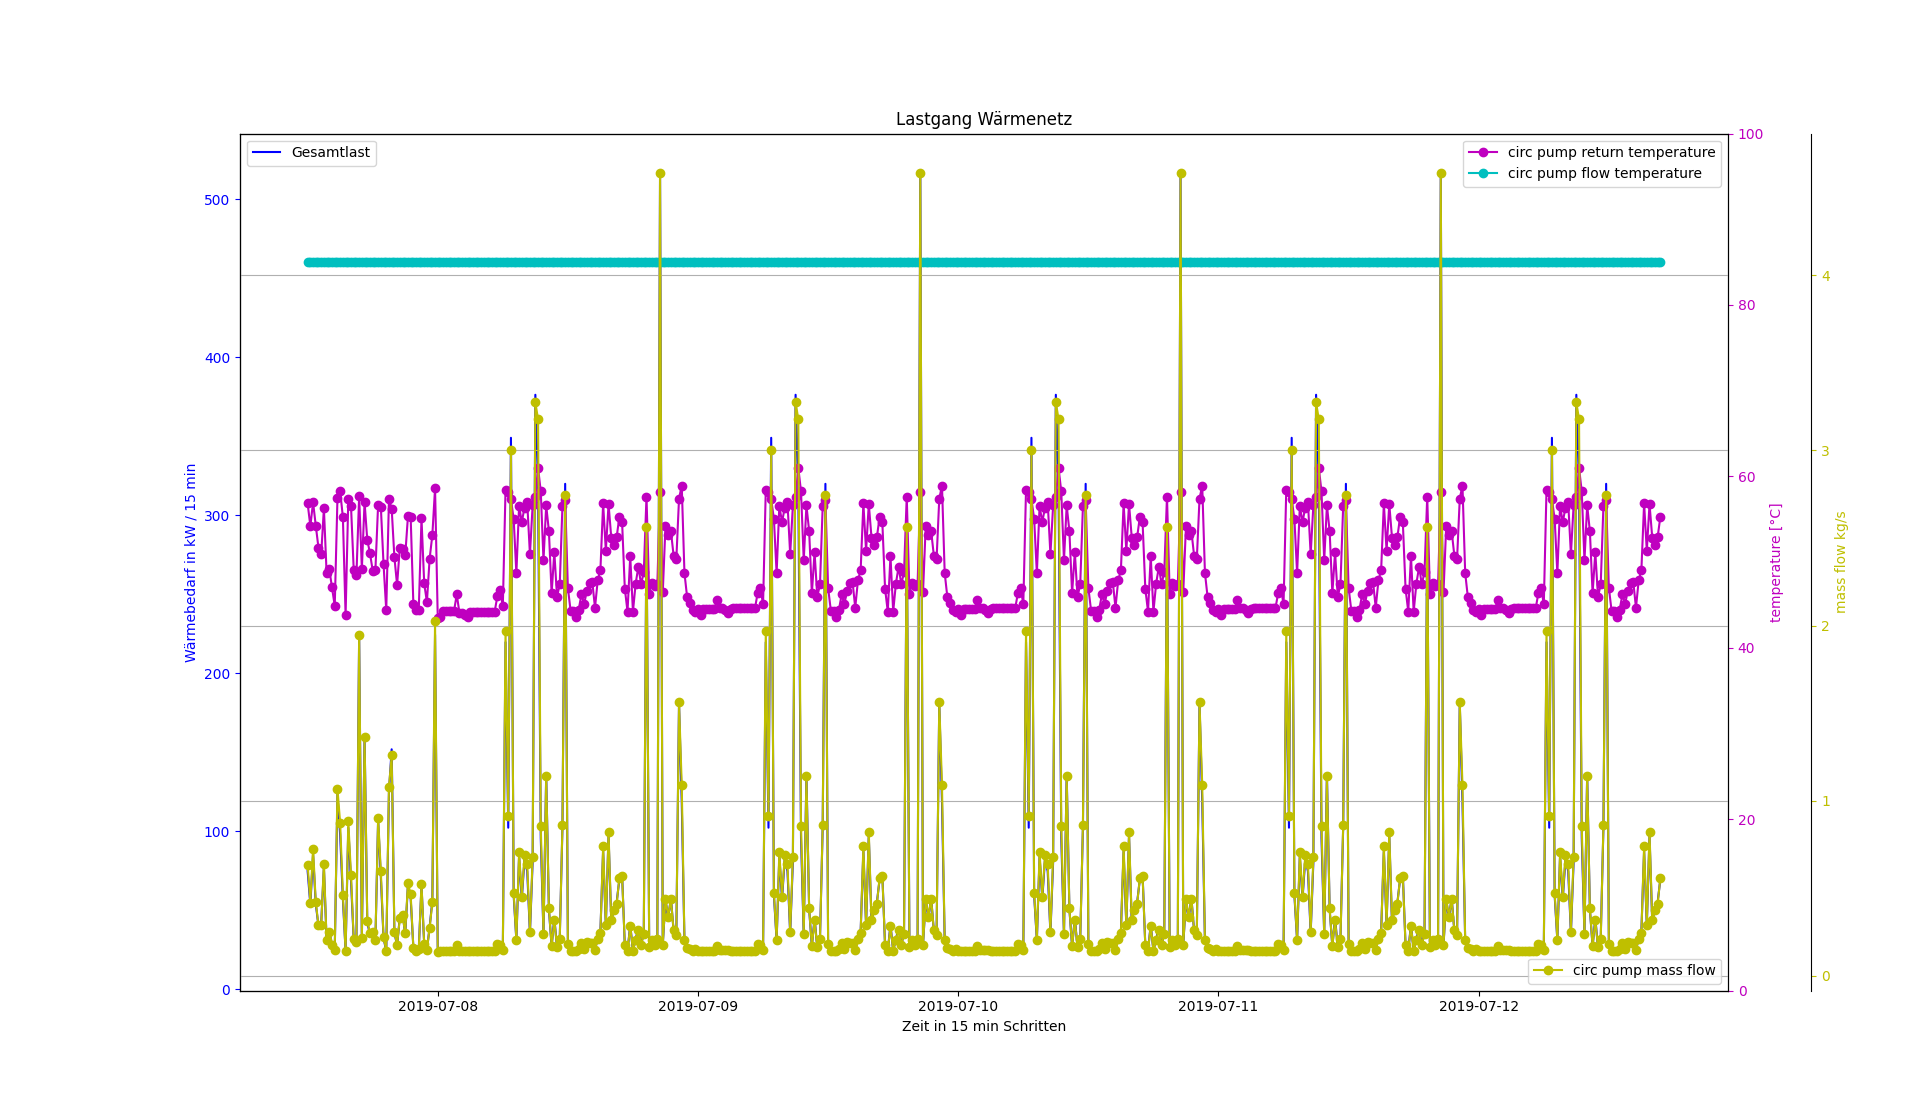 Lastgang Wärmenetz
Gesamtlast
circ pump return temperature
circ pump flow temperature
circ pump mass flow
Wärmebedarf in kW / 15 min
500
400
300
200
100
0
100
80
60
40
20
0
temperature [°C]
4
3
2
1
0
mass flow kg/s
2019-07-08 2019-07-09 2019-07-10 2019-07-11 2019-07-12
Zeit in 15 min Schritten